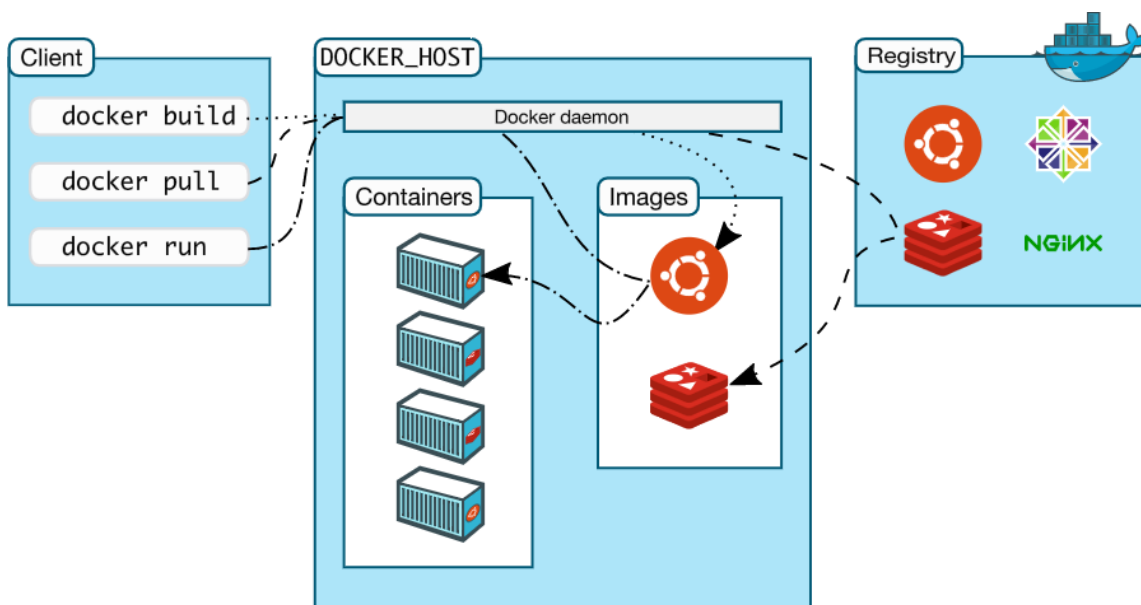 Client
docker build
docker pull
docker run
DOCKER_HOST
Docker daemon
Containers
Images
Registry
NGiNX